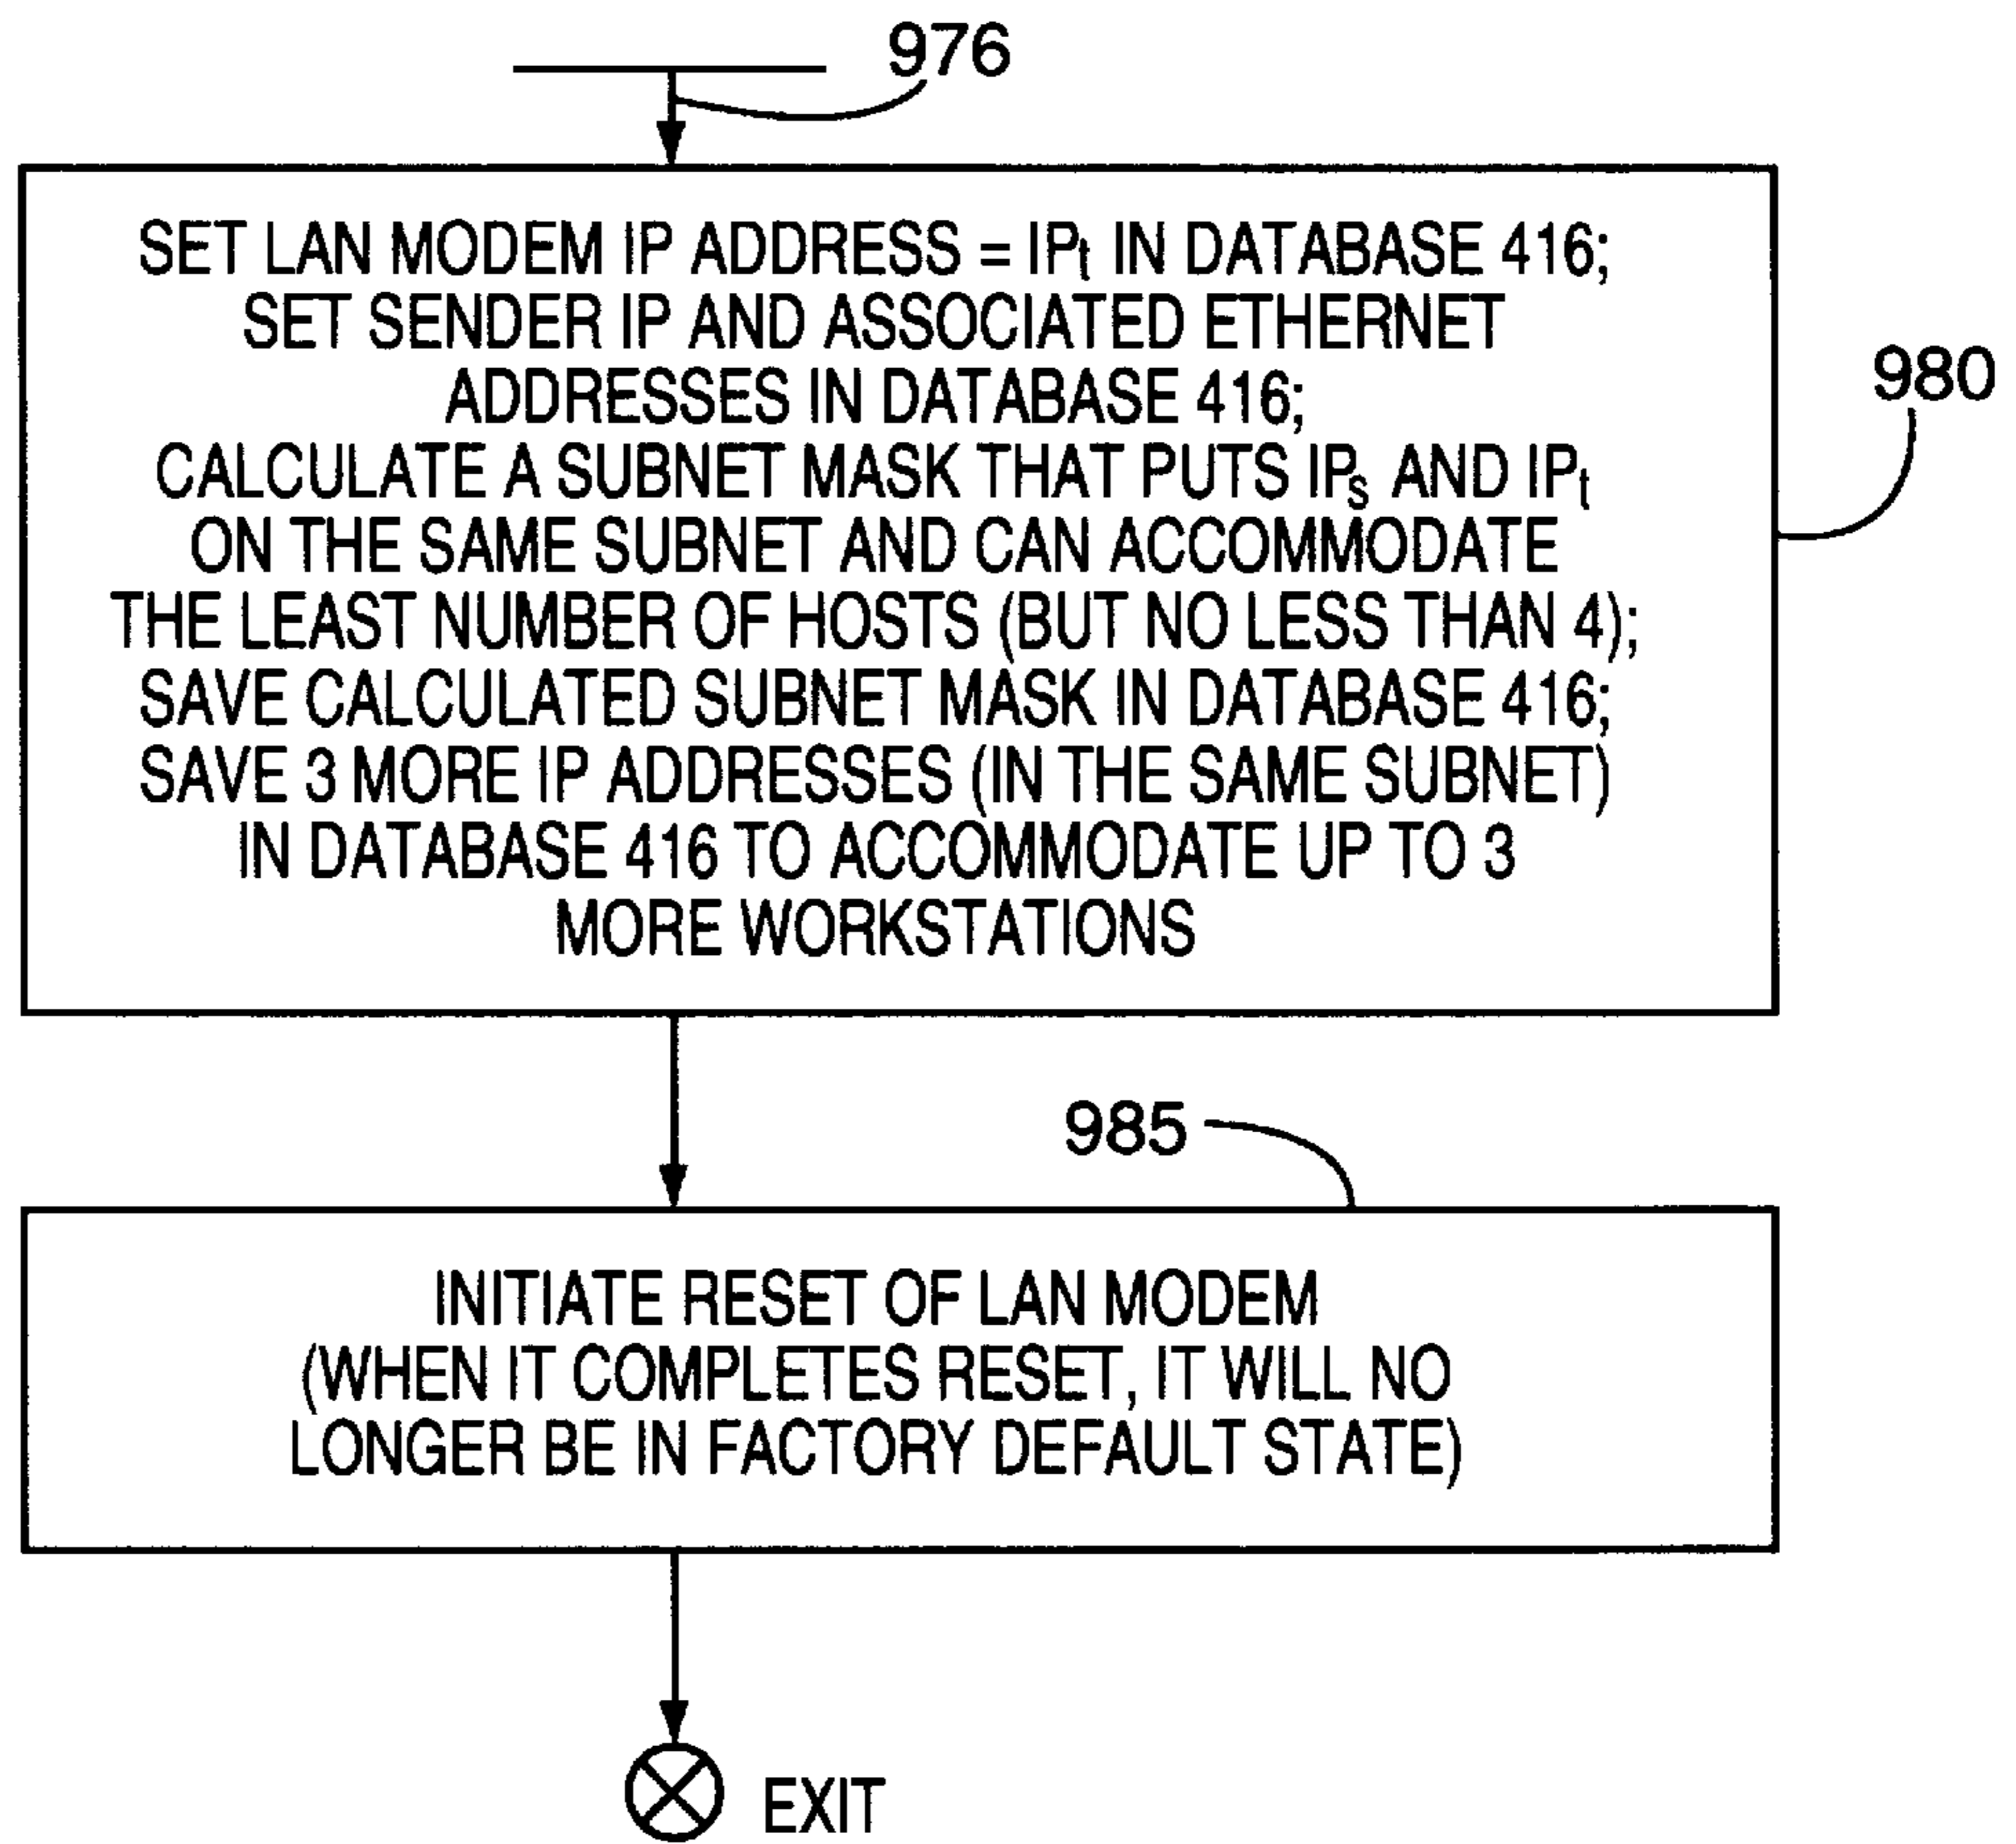 976
SET LAN MODEM IP ADDRESS = IPt IN DATABASE 416;
SET SENDER IP AND ASSOCIATED ETHERNET
ADDRESSES IN DATABASE 416;
CALCULATE A SUBNET MASK THAT PUTS IPs AND IPt
ON THE SAME SUBNET AND CAN ACCOMMODATE
THE LEAST NUMBER OF HOSTS (BUT NO LESS THAN 4);
SAVE CALCULATED SUBNET MASK IN DATABASE 416;
SAVE 3 MORE IP ADDRESSES (IN THE SAME SUBNET)
IN DATABASE 416 TO ACCOMMODATE UP TO 3
MORE WORKSTATIONS
980
985
INITIATE RESET OF LAN MODEM
(WHEN IT COMPLETES RESET, IT WILL NO
LONGER BE IN FACTORY DEFAULT STATE)
EXIT